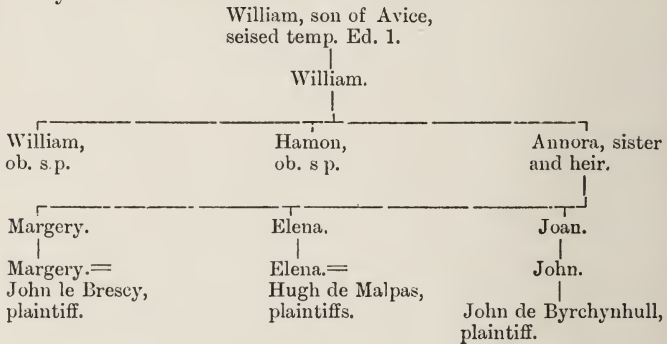 William, son of Avice,
seised temp. Ed. 1.
William.
William, Hamon, Annora, sister
ob. s.p. ob. s p. and heir.
Margery. Elena. Joan.
Margery.= Elena.= John.
John le Brescy, Hugh de Malpas,
plaintiff. plaintiffs. John de Byrchynhull,
plaintiff.